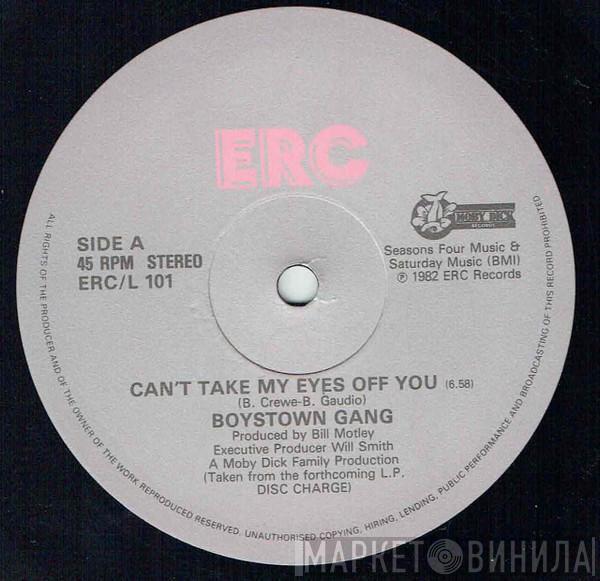 ERC
MOBY DICK
RECORDS
SIDE A
45 RPM STEREO
ERC/L 101
Seasons Four Music &
Saturday Music (BMI)
℗ 1982 ERC Records
CAN'T TAKE MY EYES OFF YOU (6.58)
(B. Crewe-B. Gaudio)
BOYSTOWN GANG
Produced by Bill Motley
Executive Producer Will Smith
A Moby Dick Family Production
(Taken from the forthcoming L.P.
DISC CHARGE)
ALL RIGHTS OF THE PRODUCER AND OF THE OWNER OF THE WORK REPRODUCED RESERVED. UNAUTHORISED COPYING, HIRING, LENDING, PUBLIC PERFORMANCE AND BROADCASTING OF THIS RECORD PROHIBITED
МАРКЕТ ВИНИЛА